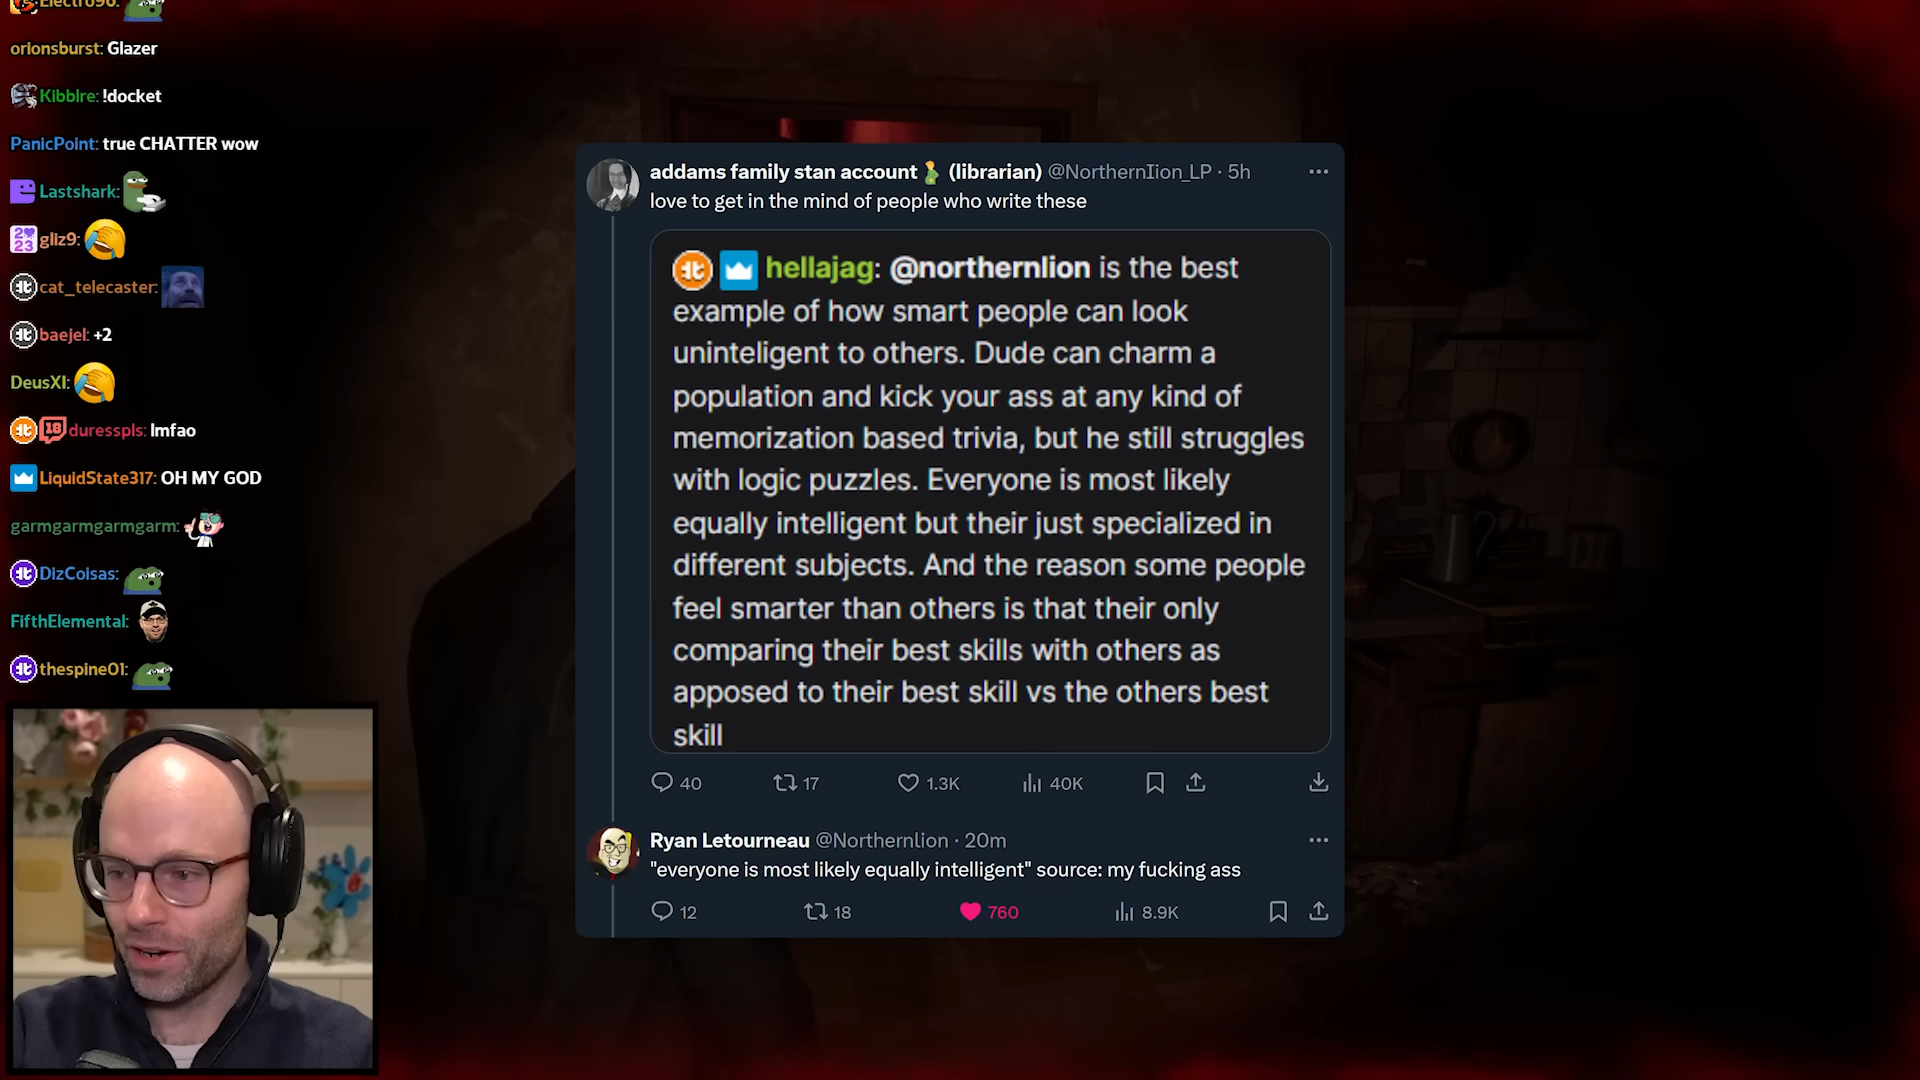 Electro96:
orionsburst: Glazer
Kibblre: !docket
PanicPoint: true CHATTER wow
Lastshark:
gliz9:
cat_telecaster:
baejel: +2
DeusXI:
duresspls: lmfao
LiquidState317: OH MY GOD
garmgarmgarmgarm:
DizCoisas:
FifthElemental:
thespine01:
addams family stan account (librarian) @NorthernIion_LP · 5h
love to get in the mind of people who write these
hellajag: @northernlion is the best
example of how smart people can look
uninteligent to others. Dude can charm a
population and kick your ass at any kind of
memorization based trivia, but he still struggles
with logic puzzles. Everyone is most likely
equally intelligent but their just specialized in
different subjects. And the reason some people
feel smarter than others is that their only
comparing their best skills with others as
apposed to their best skill vs the others best
skill
40 17 1.3K 40K
Ryan Letourneau @Northernlion · 20m
"everyone is most likely equally intelligent" source: my fucking ass
12 18 760 8.9K